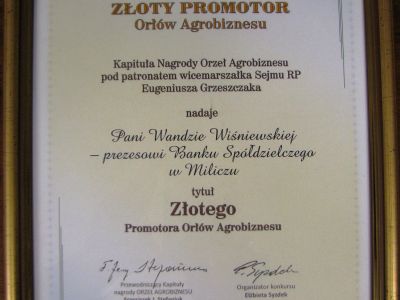 ZŁOTY PROMOTOR
Orłów Agrobiznesu
Kapituła Nagrody Orzeł Agrobiznesu
pod patronatem wicemarszałka Sejmu RP
Eugeniusza Grzeszczaka
nadaje
Pani Wandzie Wiśniewskiej
– prezesowi Banku Spółdzielczego
w Miliczu
tytuł
Złotego
Promotora Orłów Agrobiznesu
Przewodniczący Kapituły
nagrody ORZEŁ AGROBIZNESU
Organizator konkursu
Elżbieta Syzdek